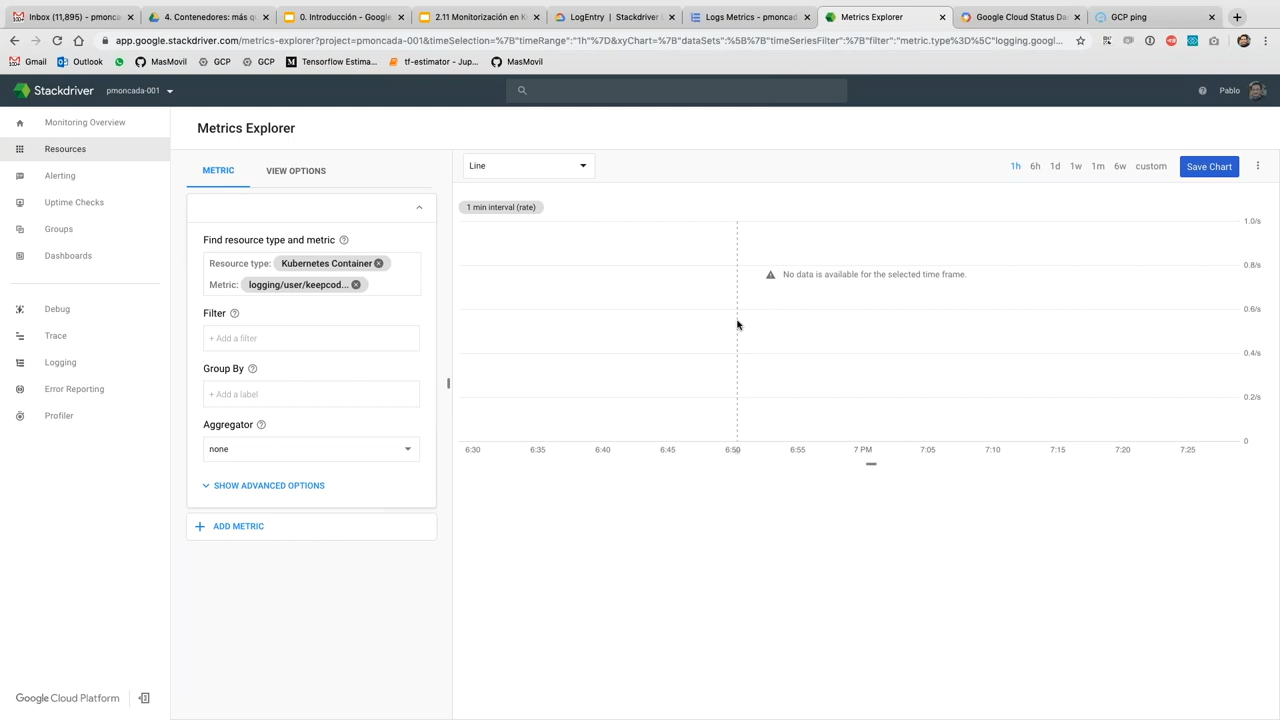 Inbox (11,895) - pmonca
4. Contenedores: más q
0. Introducción - Google
2.11 Monitorización en K
LogEntry | Stackdriver L
Logs Metrics - pmoncad
Metrics Explorer
Google Cloud Status Da
GCP ping
app.google.stackdriver.com/metrics-explorer?project=pmoncada-001&timeSelection=%7B"timeRange":"1h"%7D&xyChart=%7B"dataSets":%5B%7B"timeSeriesFilter":%7B"filter":"metric.type%3D%5C"logging.googl...
Gmail
Outlook
MasMovil
GCP
GCP
Tensorflow Estima...
tf-estimator - Jup...
MasMovil
Stackdriver
pmoncada-001
Pablo
Monitoring Overview
Resources
Alerting
Uptime Checks
Groups
Dashboards
Debug
Trace
Logging
Error Reporting
Profiler
Google Cloud Platform
Metrics Explorer
METRIC
VIEW OPTIONS
Find resource type and metric
Resource type: Kubernetes Container
Metric: logging/user/keepcod...
Filter
+ Add a filter
Group By
+ Add a label
Aggregator
none
SHOW ADVANCED OPTIONS
ADD METRIC
Line
1h 6h 1d 1w 1m 6w custom
Save Chart
1 min interval (rate)
No data is available for the selected time frame.
1.0/s
0.8/s
0.6/s
0.4/s
0.2/s
0
6:30 6:35 6:40 6:45 6:50 6:55 7 PM 7:05 7:10 7:15 7:20 7:25